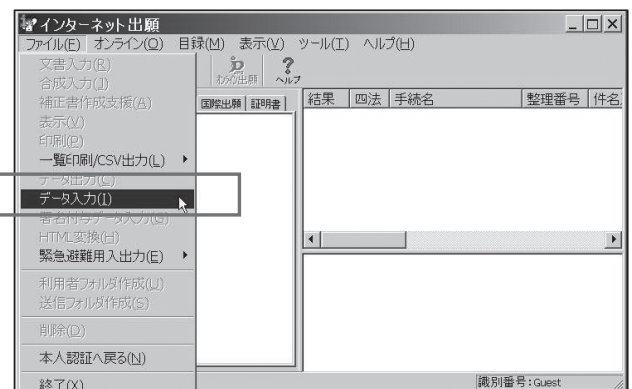 インターネット出願
ファイル(F) オンライン(O) 目録(M) 表示(V) ツール(T) ヘルプ(H)
文書入力(R)
合成入力(J)
補正書作成支援(A)
表示(V)
印刷(P)
一覧印刷/CSV出力(L)
データ出力(C)
データ入力(I)
署名付与データ入力(G)
HTML変換(H)
緊急避難用入出力(E)
利用者フォルダ作成(U)
送信フォルダ作成(S)
削除(D)
本人認証へ戻る(N)
終了(X)
オンライン出願 ヘルプ
国際出願 証明書
結果 四法 手続名 整理番号 件名
識別番号:Guest